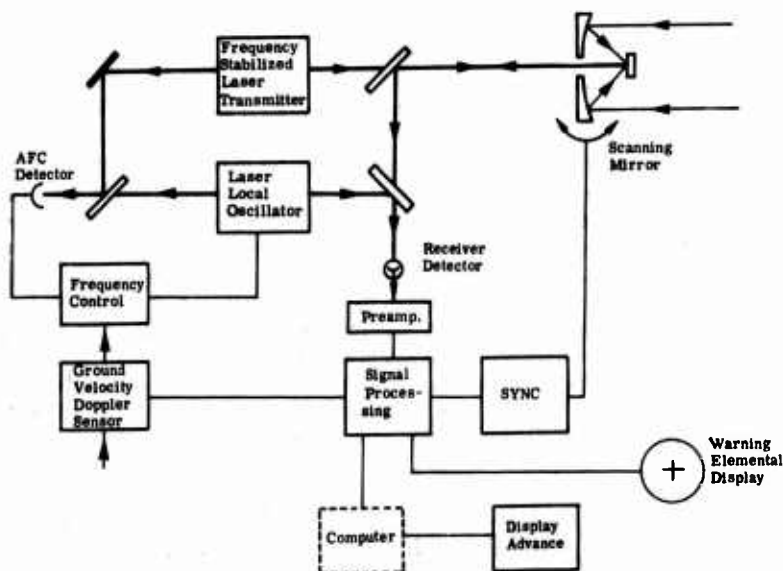 Frequency
Stabilized
Laser
Transmitter
Scanning
Mirror
AFC
Detector
Laser
Local
Oscillator
Receiver
Detector
Frequency
Control
Preamp.
Ground
Velocity
Doppler
Sensor
Signal
Proces-
sing
SYNC
Warning
Elemental
Display
Computer
Display
Advance